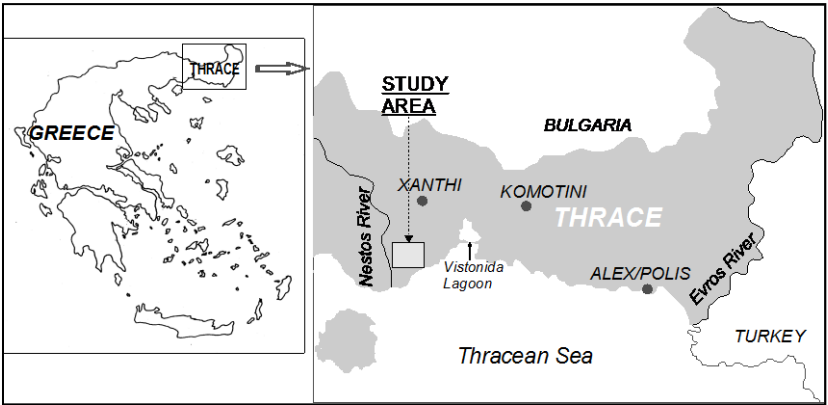 THRACE
GREECE
STUDY
AREA
BULGARIA
XANTHI
KOMOTINI
THRACE
Nestos River
Vistonida
Lagoon
ALEX/POLIS
Evros River
TURKEY
Thracean Sea